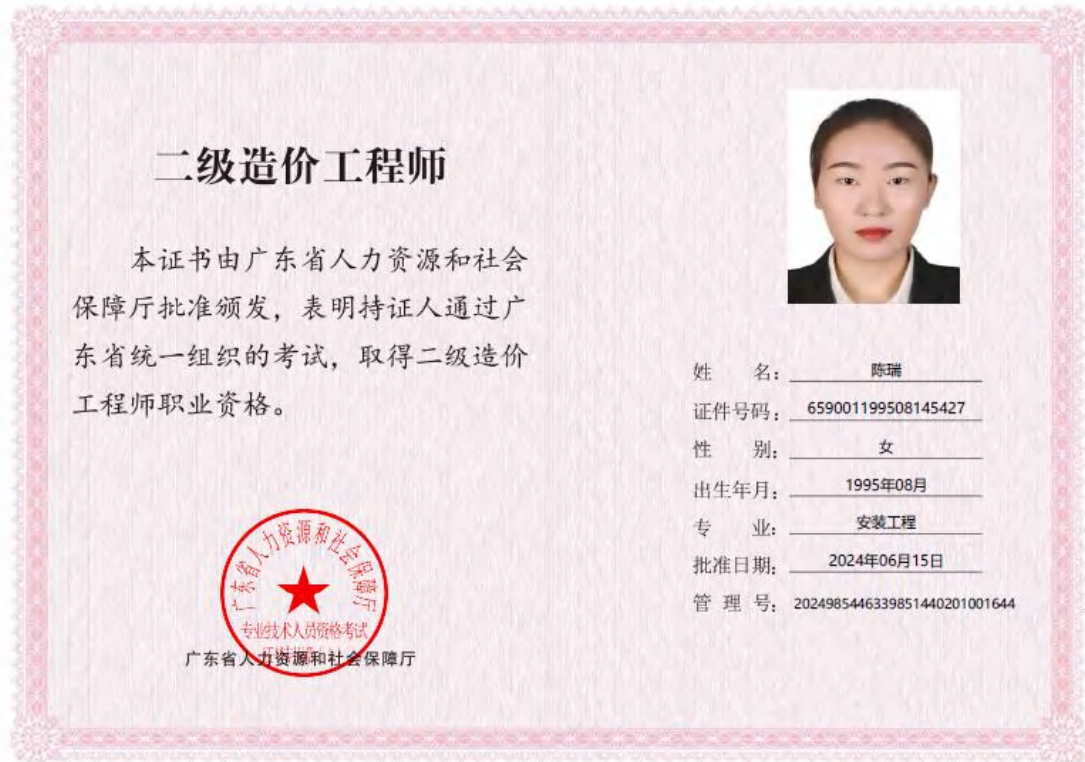 二级造价工程师
本证书由广东省人力资源和社会
保障厅批准颁发，表明持证人通过广
东省统一组织的考试，取得二级造价
工程师职业资格。
广东省人力资源和社会保障厅
专业技术人员资格考试
广东省人力资源和社会保障厅
姓 名：陈瑞
证件号码：659001199508145427
性 别：女
出生年月：1995年08月
专 业：安装工程
批准日期：2024年06月15日
管 理 号：20249854463398514402010​01644